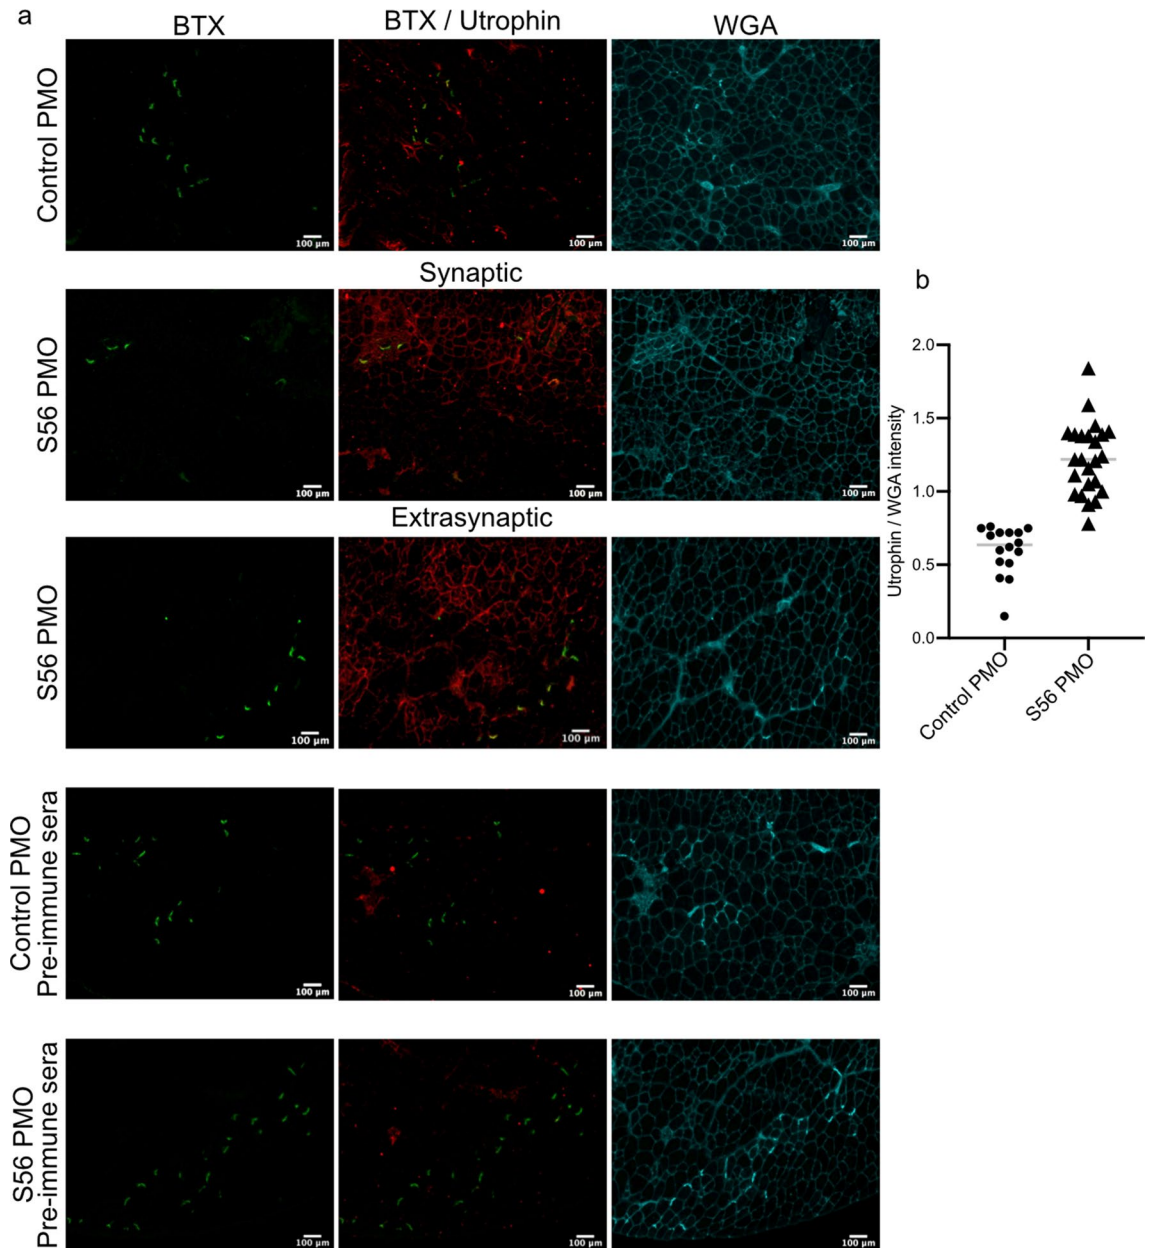 a
BTX
BTX / Utrophin
WGA
Control PMO
100 µm
100 µm
100 µm
Synaptic
S56 PMO
100 µm
100 µm
100 µm
Extrasynaptic
S56 PMO
100 µm
100 µm
100 µm
Control PMO
Pre-immune sera
100 µm
100 µm
100 µm
S56 PMO
Pre-immune sera
100 µm
100 µm
100 µm
b
Utrophin / WGA intensity
2.0
1.5
1.0
0.5
0.0
Control PMO
S56 PMO